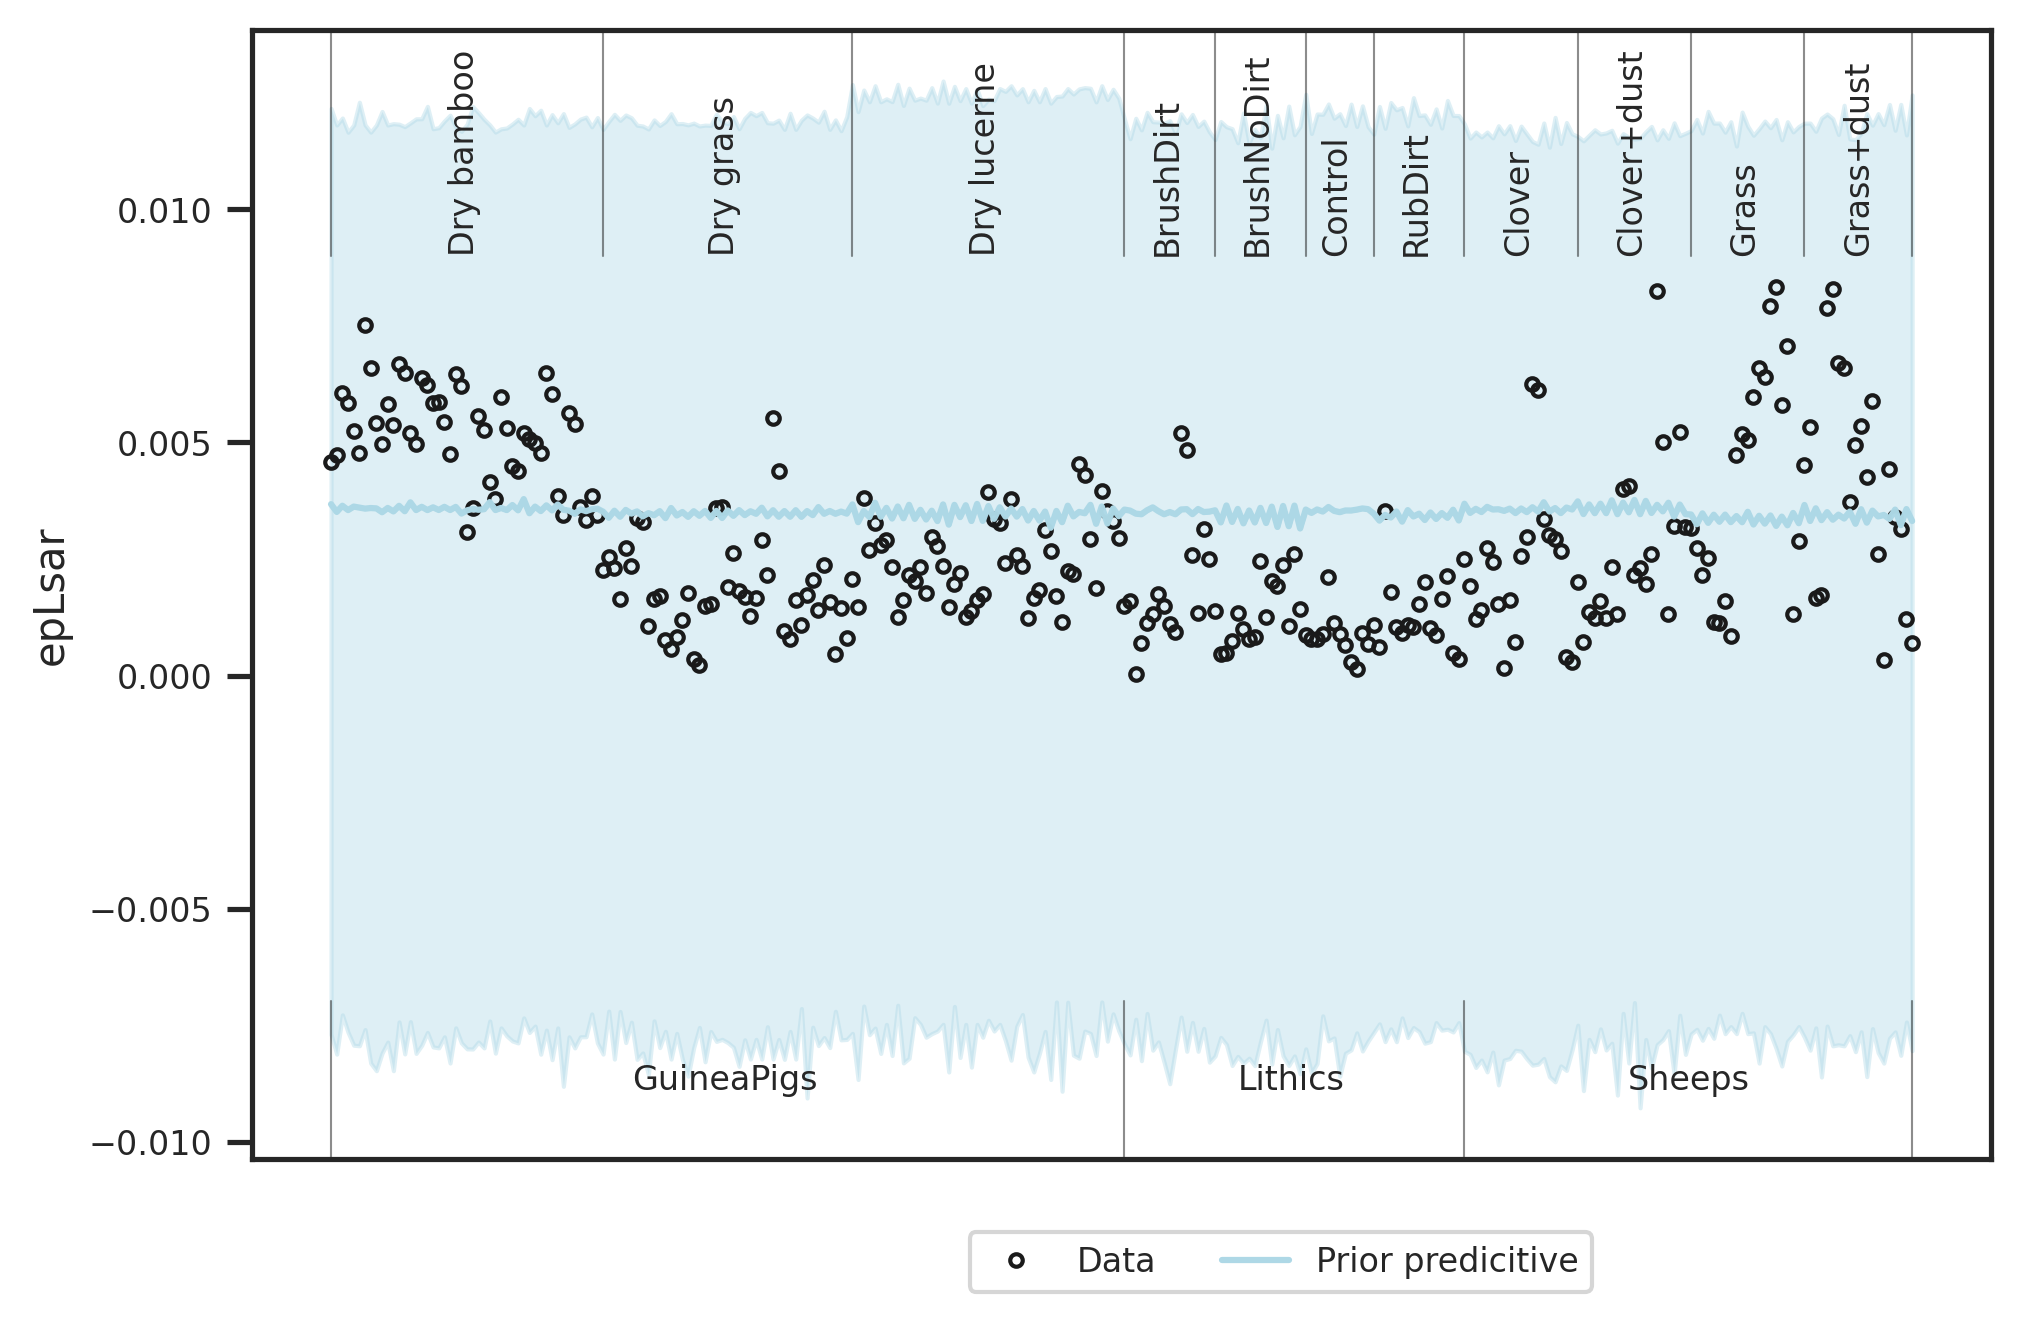 Dry bamboo
Dry grass
Dry lucerne
BrushDirt
BrushNoDirt
Control
RubDirt
Clover
Clover+dust
Grass
Grass+dust
0.010
0.005
0.000
−0.005
−0.010
epLsar
GuineaPigs
Lithics
Sheeps
Data
Prior predicitive